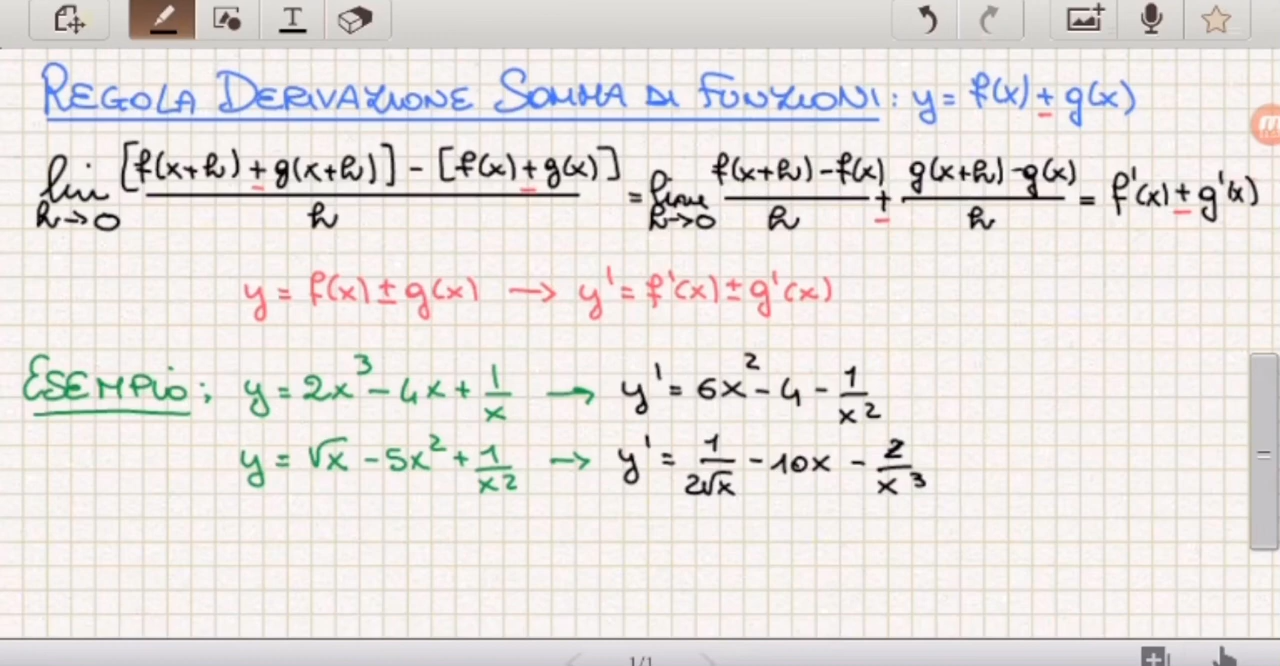 T
REGOLA DERIVAZIONE SOMMA DI FUNZIONI: y = f(x) ± g(x)
lim h→0 [f(x+h) ± g(x+h)] - [f(x) ± g(x)] / h = lim h→0 f(x+h) - f(x) / h ± g(x+h) - g(x) / h = f'(x) ± g'(x)
y = f(x) ± g(x) → y' = f'(x) ± g'(x)
ESEMPIO: y = 2x³ - 4x + 1/x → y' = 6x² - 4 - 1/x²
y = √x - 5x² + 1/x² → y' = 1/2√x - 10x - 2/x³
1/1